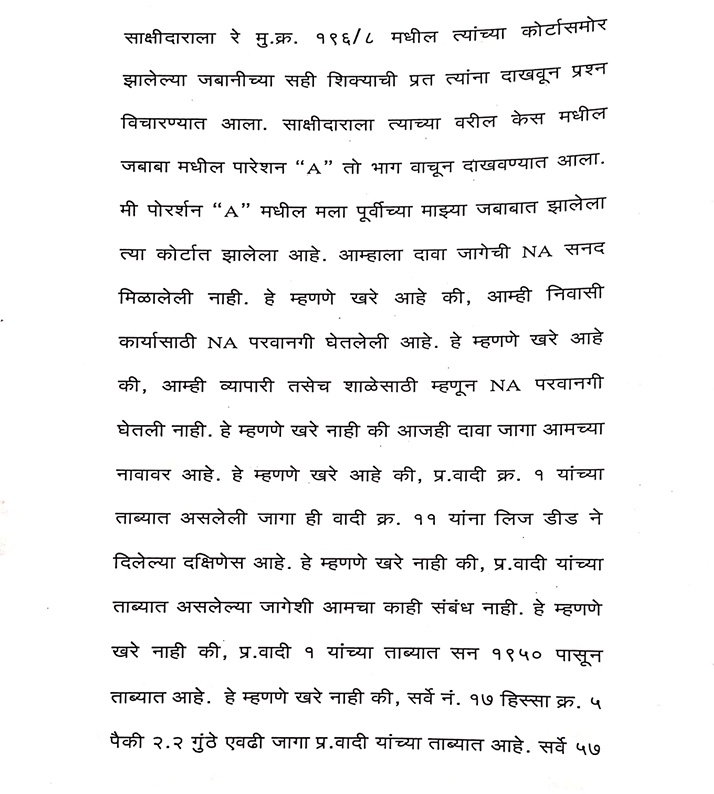 साक्षीदाराला रे मु.क्र. १९६/८ मधील त्यांच्या कोर्टासमोर
झालेल्या जबानीच्या सही शिक्याची प्रत त्यांना दाखवून प्रश्न
विचारण्यात आला. साक्षीदाराला त्याच्या वरील केस मधील
जबाबा मधील पारेशन “A” तो भाग वाचून दाखवण्यात आला.
मी पोरर्शन “A” मधील मला पूर्वीच्या माझ्या जबाबात झालेला
त्या कोर्टात झालेला आहे. आम्हाला दावा जागेची NA सनद
मिळालेली नाही. हे म्हणणे खरे आहे की, आम्ही निवासी
कार्यासाठी NA परवानगी घेतलेली आहे. हे म्हणणे खरे आहे
की, आम्ही व्यापारी तसेच शाळेसाठी म्हणून NA परवानगी
घेतली नाही. हे म्हणणे खरे नाही की आजही दावा जागा आमच्या
नावावर आहे. हे म्हणणे खरे आहे की, प्र.वादी क्र. १ यांच्या
ताब्यात असलेली जागा ही वादी क्र. ११ यांना लिज डीड ने
दिलेल्या दक्षिणेस आहे. हे म्हणणे खरे नाही की, प्र.वादी यांच्या
ताब्यात असलेल्या जागेशी आमचा काही संबंध नाही. हे म्हणणे
खरे नाही की, प्र.वादी १ यांच्या ताब्यात सन १९५० पासून
ताब्यात आहे. हे म्हणणे खरे नाही की, सर्वे नं. १७ हिस्सा क्र. ५
पैकी २.२ गुंठे एवढी जागा प्र.वादी यांच्या ताब्यात आहे. सर्वे ५७